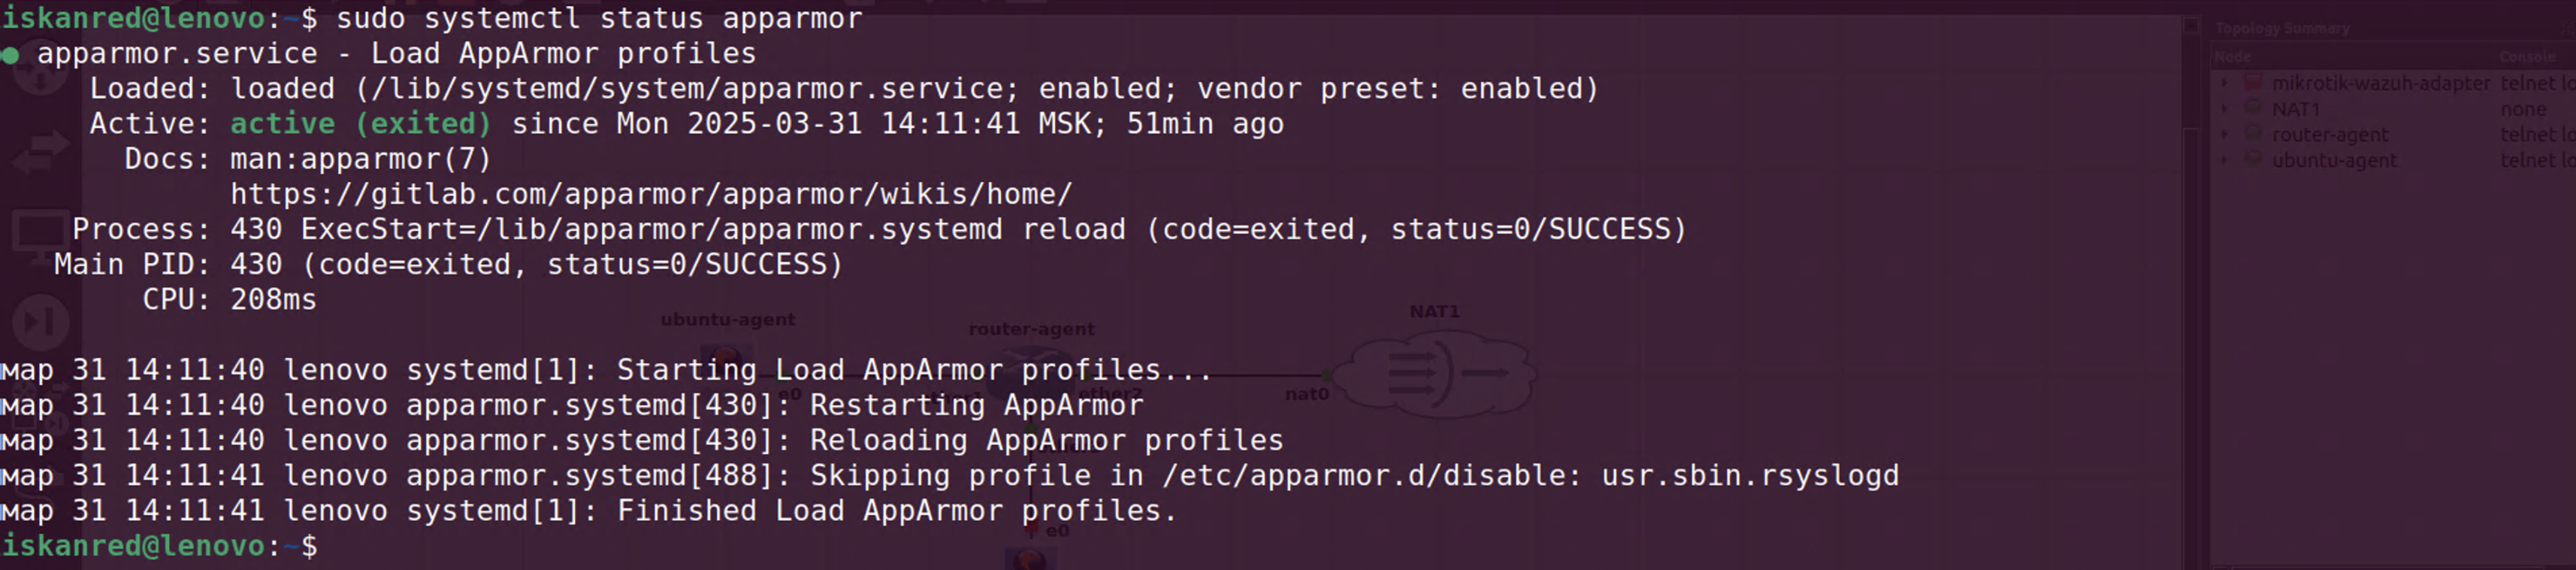 iskanred@lenovo:~$ sudo systemctl status apparmor
● apparmor.service - Load AppArmor profiles
Loaded: loaded (/lib/systemd/system/apparmor.service; enabled; vendor preset: enabled)
Active: active (exited) since Mon 2025-03-31 14:11:41 MSK; 51min ago
Docs: man:apparmor(7)
https://gitlab.com/apparmor/apparmor/wikis/home/
Process: 430 ExecStart=/lib/apparmor/apparmor.systemd reload (code=exited, status=0/SUCCESS)
Main PID: 430 (code=exited, status=0/SUCCESS)
CPU: 208ms
мар 31 14:11:40 lenovo systemd[1]: Starting Load AppArmor profiles...
мар 31 14:11:40 lenovo apparmor.systemd[430]: Restarting AppArmor
мар 31 14:11:40 lenovo apparmor.systemd[430]: Reloading AppArmor profiles
мар 31 14:11:41 lenovo apparmor.systemd[488]: Skipping profile in /etc/apparmor.d/disable: usr.sbin.rsyslogd
мар 31 14:11:41 lenovo systemd[1]: Finished Load AppArmor profiles.
iskanred@lenovo:~$
ubuntu-agent
router-agent
NAT1
e0
ether2
nat0
e0
Topology Summary
Node Console
mikrotik-wazuh-adapter telnet lo
NAT1 none
router-agent telnet lo
ubuntu-agent telnet lo